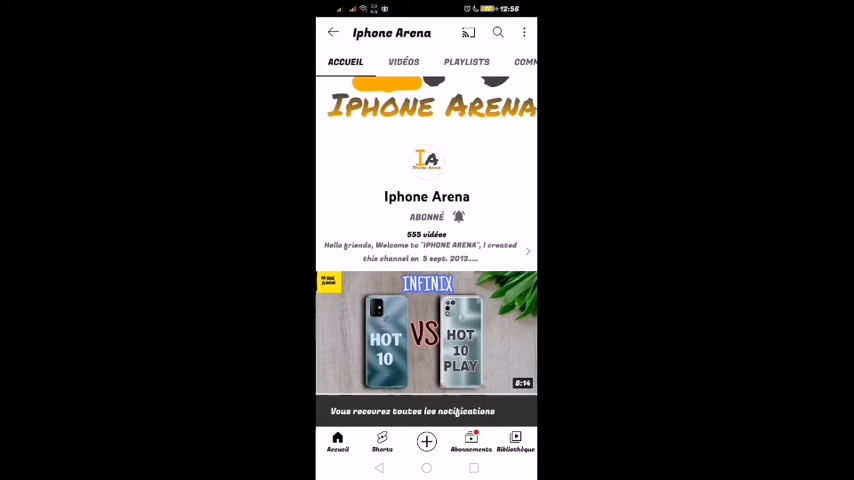 12:56
Iphone Arena
ACCUEIL VIDÉOS PLAYLISTS COMM
IPHONE ARENA
IA
Iphone Arena
ABONNÉ
555 vidéos
Hello friends, Welcome to "IPHONE ARENA", I created
this channel on 5 sept. 2013.....
INFINIX
HOT
10
VS
HOT
10
PLAY
8:14
Vous recevrez toutes les notifications
Accueil Shorts Abonnements Bibliothèque